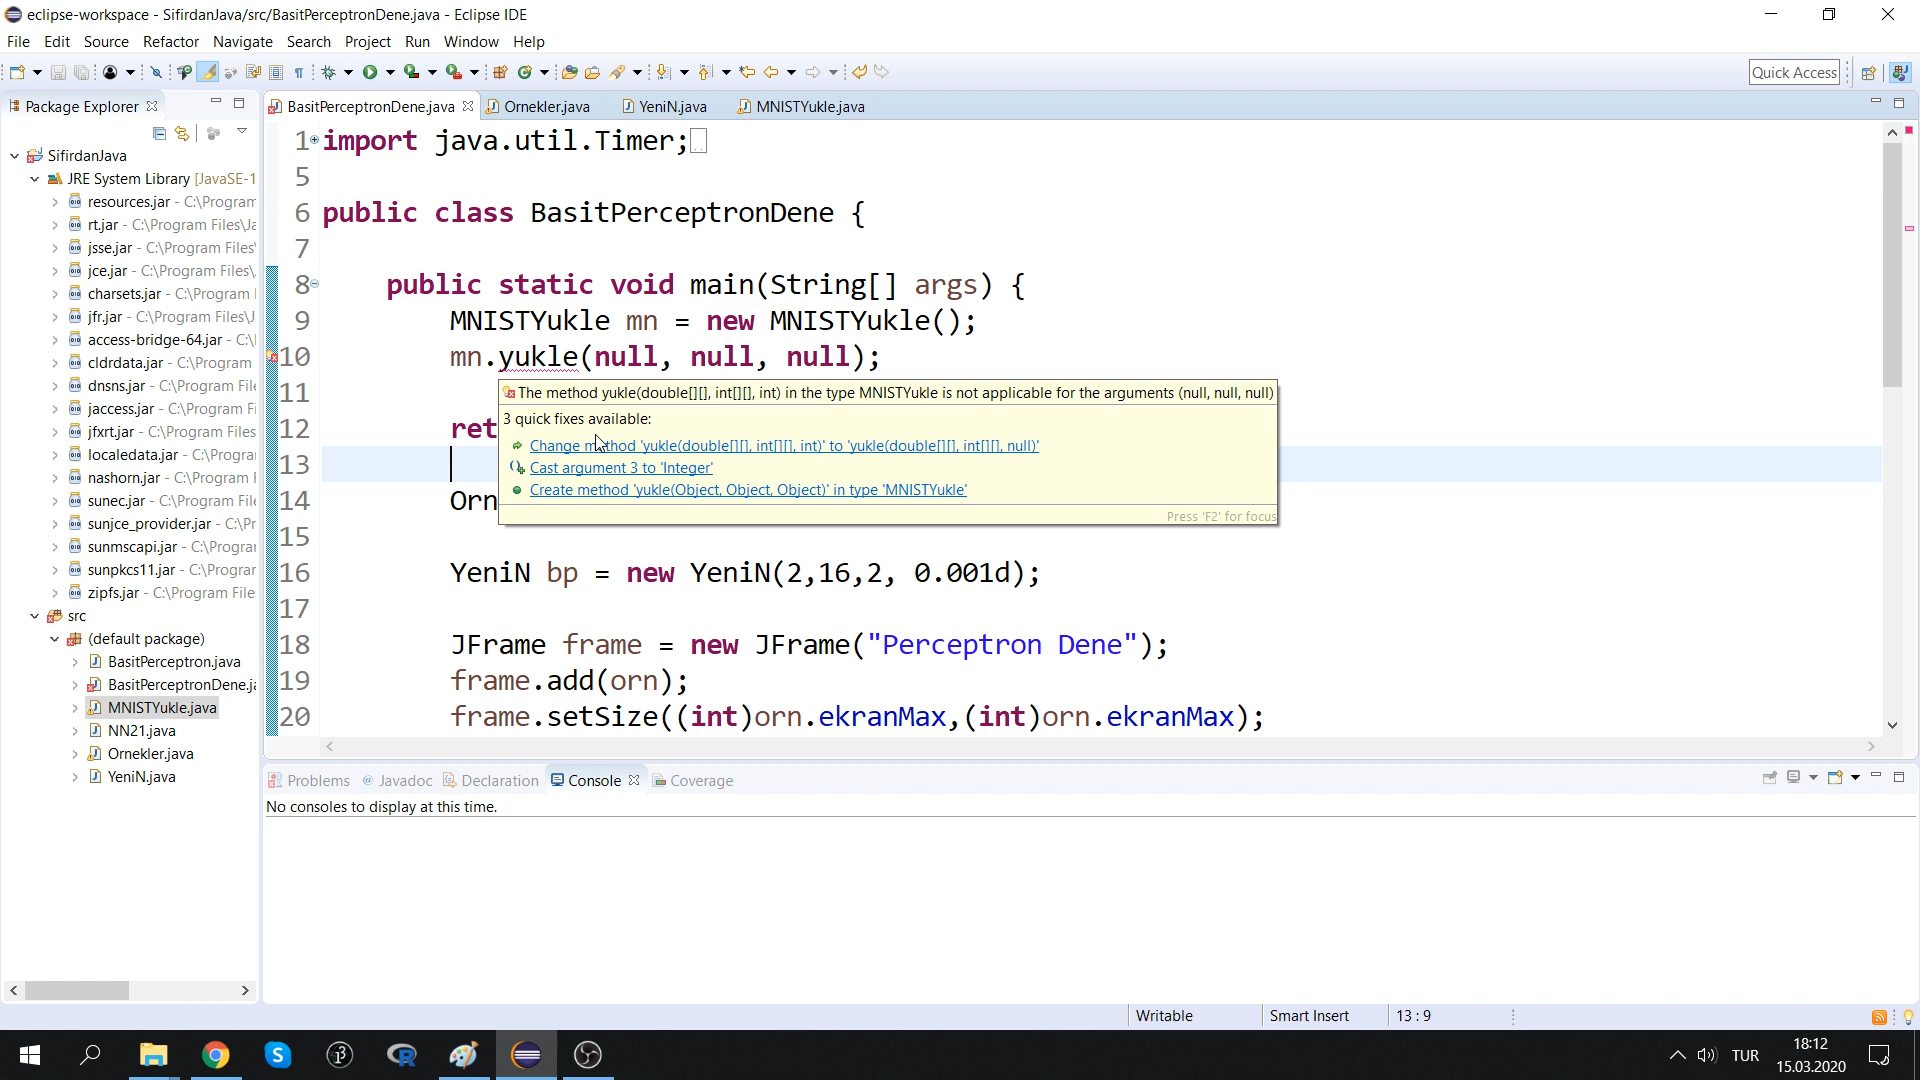 eclipse-workspace - SifirdanJava/src/BasitPerceptronDene.java - Eclipse IDE
File Edit Source Refactor Navigate Search Project Run Window Help
Quick Access
Package Explorer
BasitPerceptronDene.java Ornekler.java YeniN.java MNISTYukle.java
SifirdanJava
JRE System Library [JavaSE-1
resources.jar - C:\Program
rt.jar - C:\Program Files\Ja
jsse.jar - C:\Program Files\
jce.jar - C:\Program Files\
charsets.jar - C:\Program
jfr.jar - C:\Program Files\J
access-bridge-64.jar - C:\
cldrdata.jar - C:\Program
dnsns.jar - C:\Program File
jaccess.jar - C:\Program Fi
jfxrt.jar - C:\Program Files
localedata.jar - C:\Progra
nashorn.jar - C:\Program
sunec.jar - C:\Program File
sunjce_provider.jar - C:\Pr
sunmscapi.jar - C:\Progra
sunpkcs11.jar - C:\Progra
zipfs.jar - C:\Program File
src
(default package)
BasitPerceptron.java
BasitPerceptronDene.ja
MNISTYukle.java
NN21.java
Ornekler.java
YeniN.java
1 import java.util.Timer;
5
6 public class BasitPerceptronDene {
7
8 public static void main(String[] args) {
9 MNISTYukle mn = new MNISTYukle();
10 mn.yukle(null, null, null);
11
12 ret
13
14 Orn
15
16 YeniN bp = new YeniN(2,16,2, 0.001d);
17
18 JFrame frame = new JFrame("Perceptron Dene");
19 frame.add(orn);
20 frame.setSize((int)orn.ekranMax,(int)orn.ekranMax);
The method yukle(double[][], int[][], int) in the type MNISTYukle is not applicable for the arguments (null, null, null)
3 quick fixes available:
Change method 'yukle(double[][], int[][], int)' to 'yukle(double[][], int[][], null)'
Cast argument 3 to 'Integer'
Create method 'yukle(Object, Object, Object)' in type 'MNISTYukle'
Press 'F2' for focus
Problems @ Javadoc Declaration Console Coverage
No consoles to display at this time.
Writable Smart Insert 13 : 9
TUR
18:12
15.03.2020